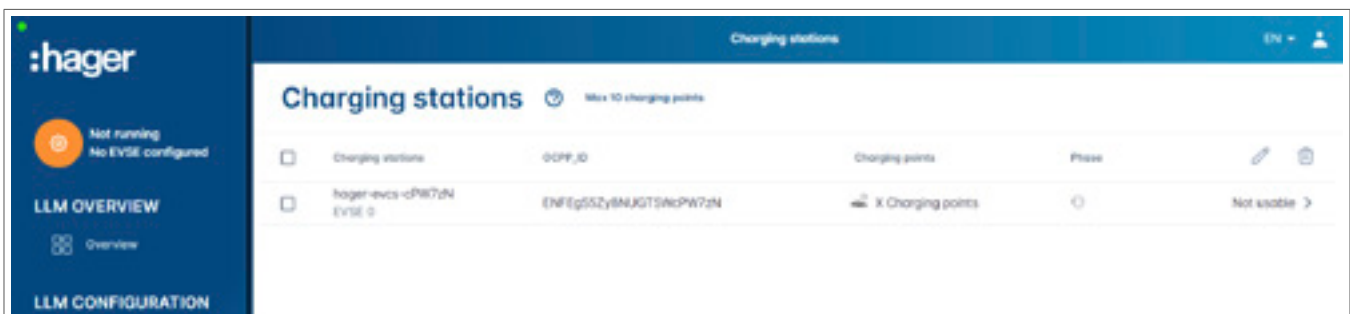 :hager
Charging stations
EN
Charging stations
Max 10 charging points
Not running
No EVSE configured
Charging stations OCPP_ID Charging points Phase
hager-evcs-cPW7zN X Charging points Not usable
EVSE 0
LLM OVERVIEW
Overview
LLM CONFIGURATION